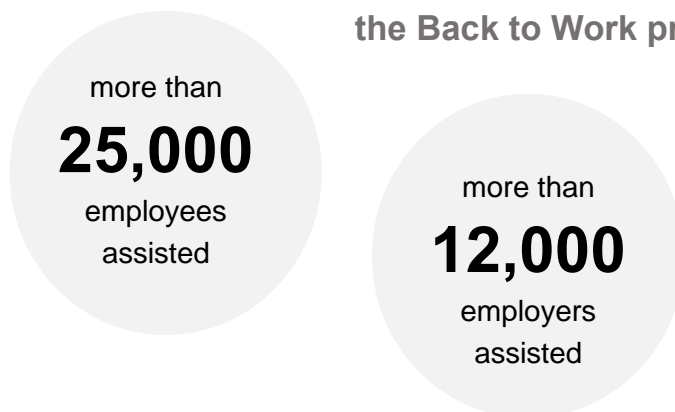 the Back to Work
more than
25,000
employees
assisted
more than
12,000
employers
assisted